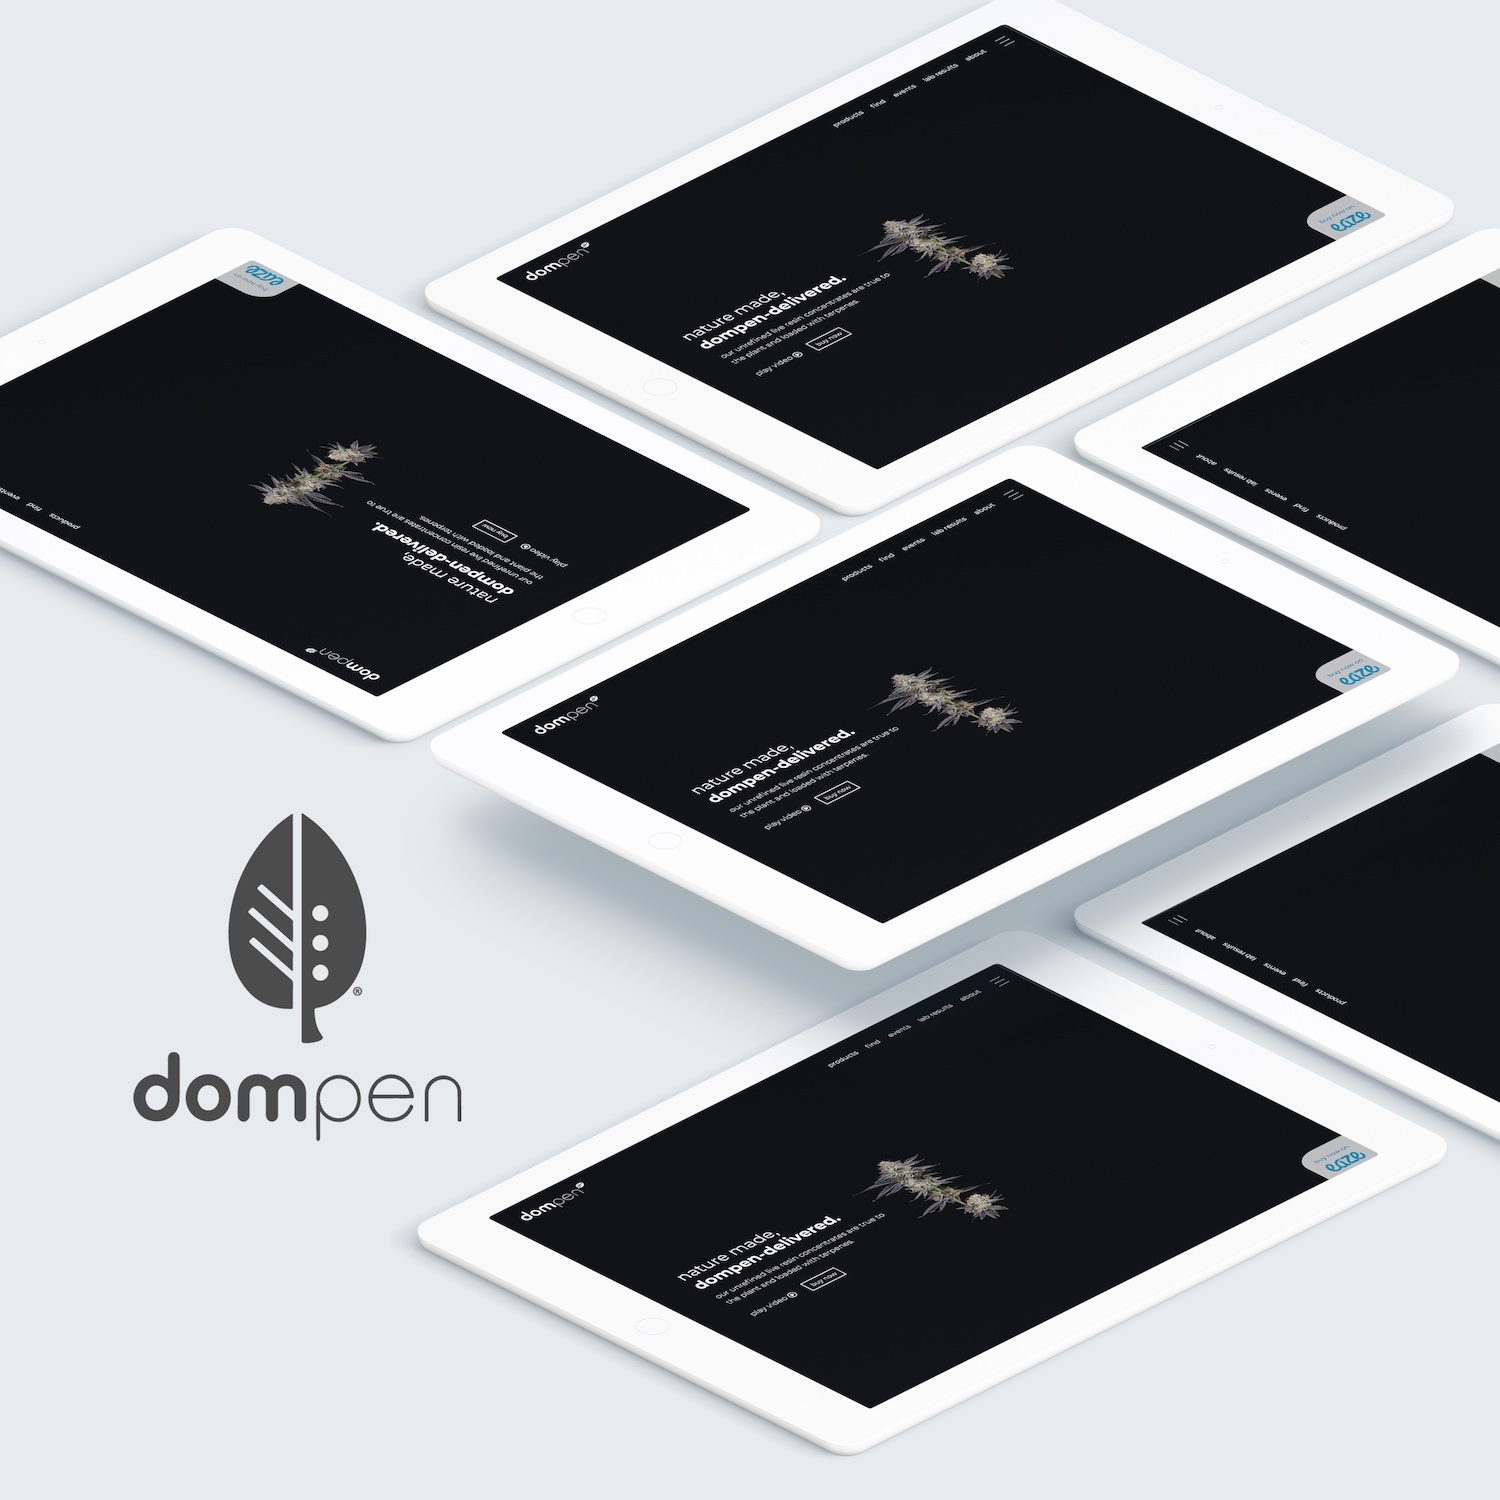 products find events lab results about
dompen
nature made,
dompen-delivered.
our unrefined live resin concentrates are true to
the plant and loaded with terpenes.
play video buy now
buy now on
eaze
buy now on
eaze
products find events
nature made,
dompen-delivered.
our unrefined live resin concentrates are true to
the plant and loaded with terpenes.
play video buy now
dompen
products find events lab results about
products find events lab results about
dompen
nature made,
dompen-delivered.
our unrefined live resin concentrates are true to
the plant and loaded with terpenes.
play video buy now
buy now on
eaze
products find events lab results about
products find events lab results about
dompen
nature made,
dompen-delivered.
our unrefined live resin concentrates are true to
the plant and loaded with terpenes.
play video buy now
buy now on
eaze
®
dompen